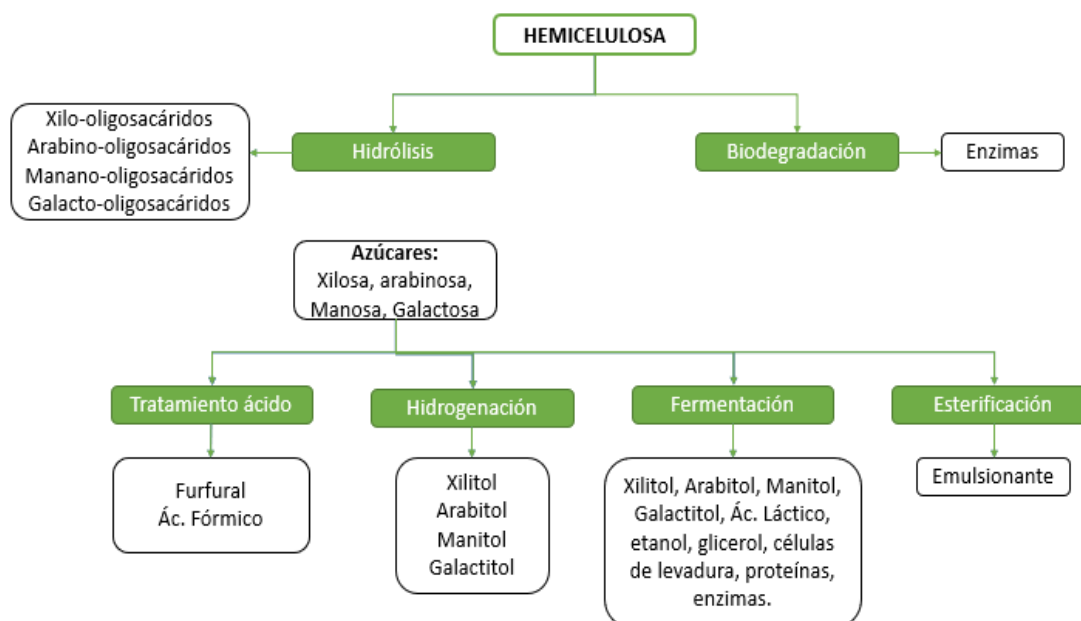 HEMICELULOSA
Xilo-oligosacáridos
Arabino-oligosacáridos
Manano-oligosacáridos
Galacto-oligosacáridos
Hidrólisis
Biodegradación
Enzimas
Azúcares:
Xilosa, arabinosa,
Manosa, Galactosa
Tratamiento ácido
Hidrogenación
Fermentación
Esterificación
Furfural
Ác. Fórmico
Xilitol
Arabitol
Manitol
Galactitol
Xilitol, Arabitol, Manitol,
Galactitol, Ác. Láctico,
etanol, glicerol, células
de levadura, proteínas,
enzimas.
Emulsionante